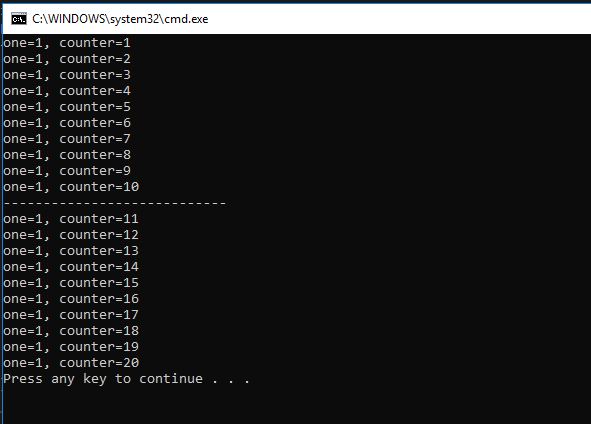 C:\WINDOWS\system32\cmd.exe
one=1, counter=1
one=1, counter=2
one=1, counter=3
one=1, counter=4
one=1, counter=5
one=1, counter=6
one=1, counter=7
one=1, counter=8
one=1, counter=9
one=1, counter=10
----------------------------
one=1, counter=11
one=1, counter=12
one=1, counter=13
one=1, counter=14
one=1, counter=15
one=1, counter=16
one=1, counter=17
one=1, counter=18
one=1, counter=19
one=1, counter=20
Press any key to continue . . .